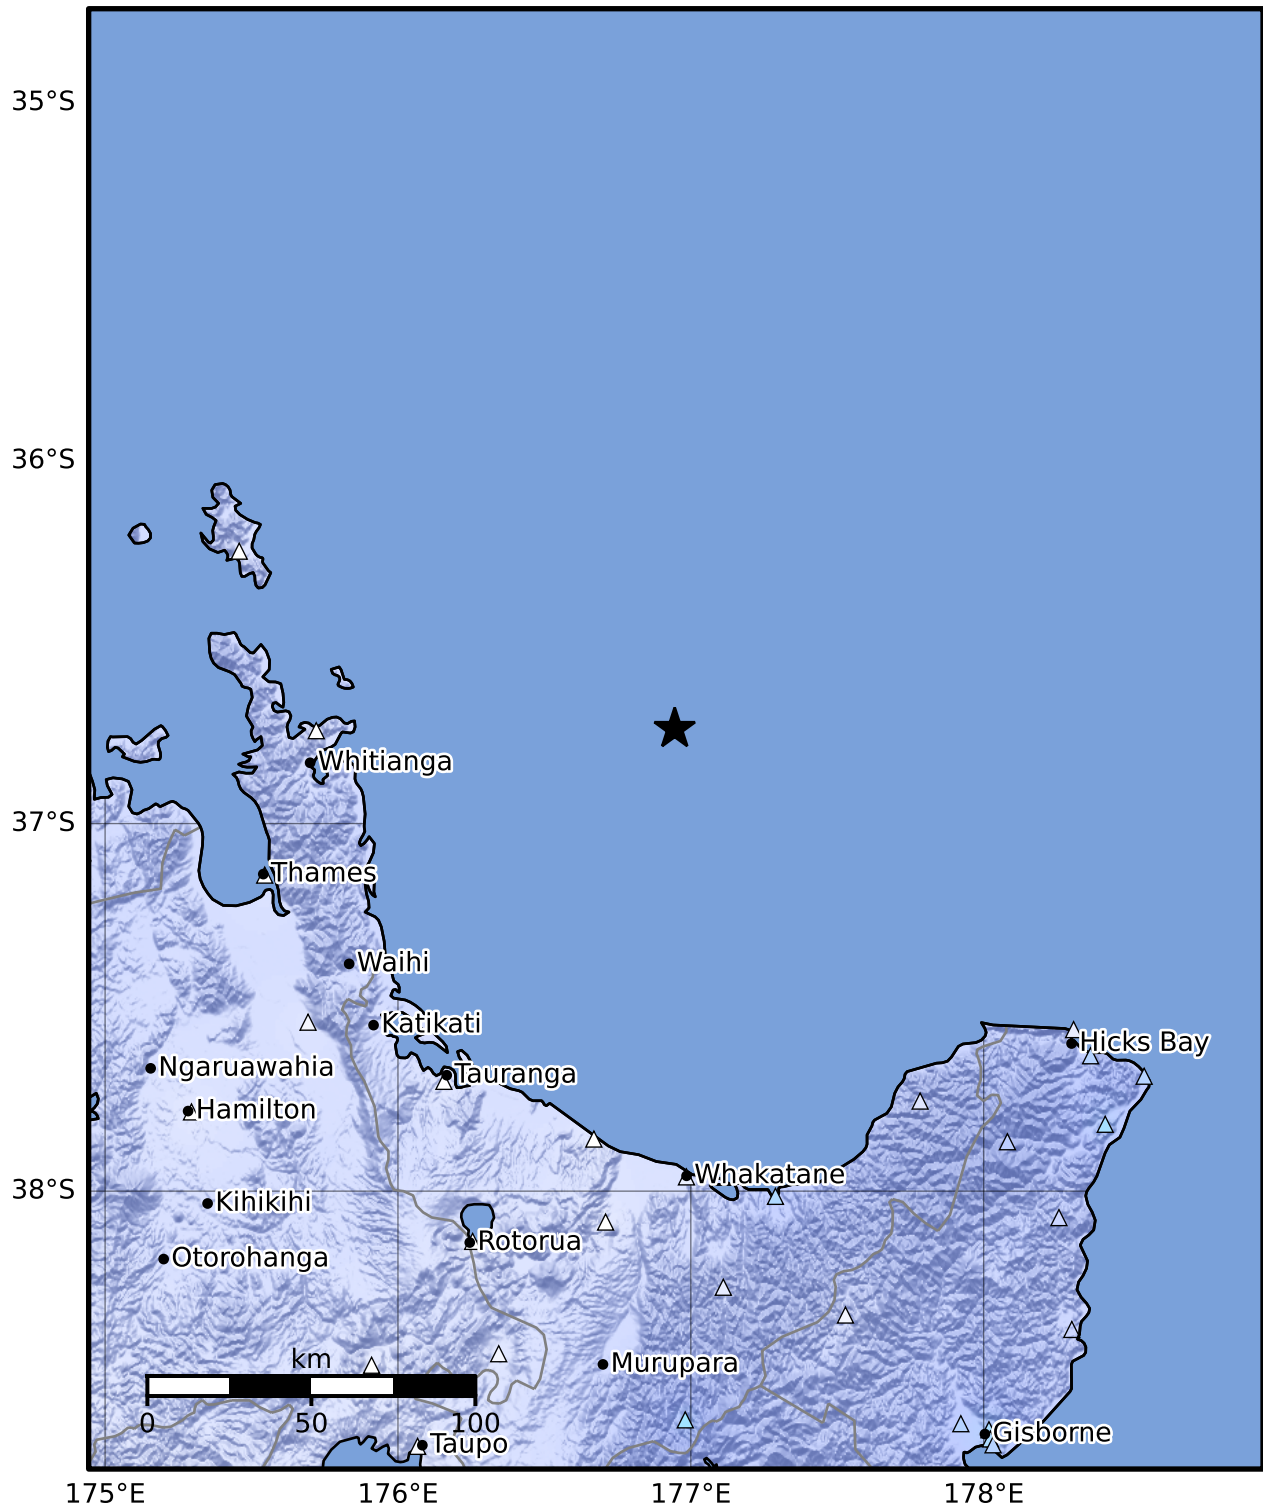 35°S
36°S
Whitianga
37°S
Thames
Waihi
Katikati
Hicks Bay
Ngaruawahia
Tauranga
Hamilton
Whakatane
38°S
Kihikihi
Rotorua
Otorohanga
km
Murupara
0
50
100
Gisborne
Taupo
175°E
176°E
177°E
178°E